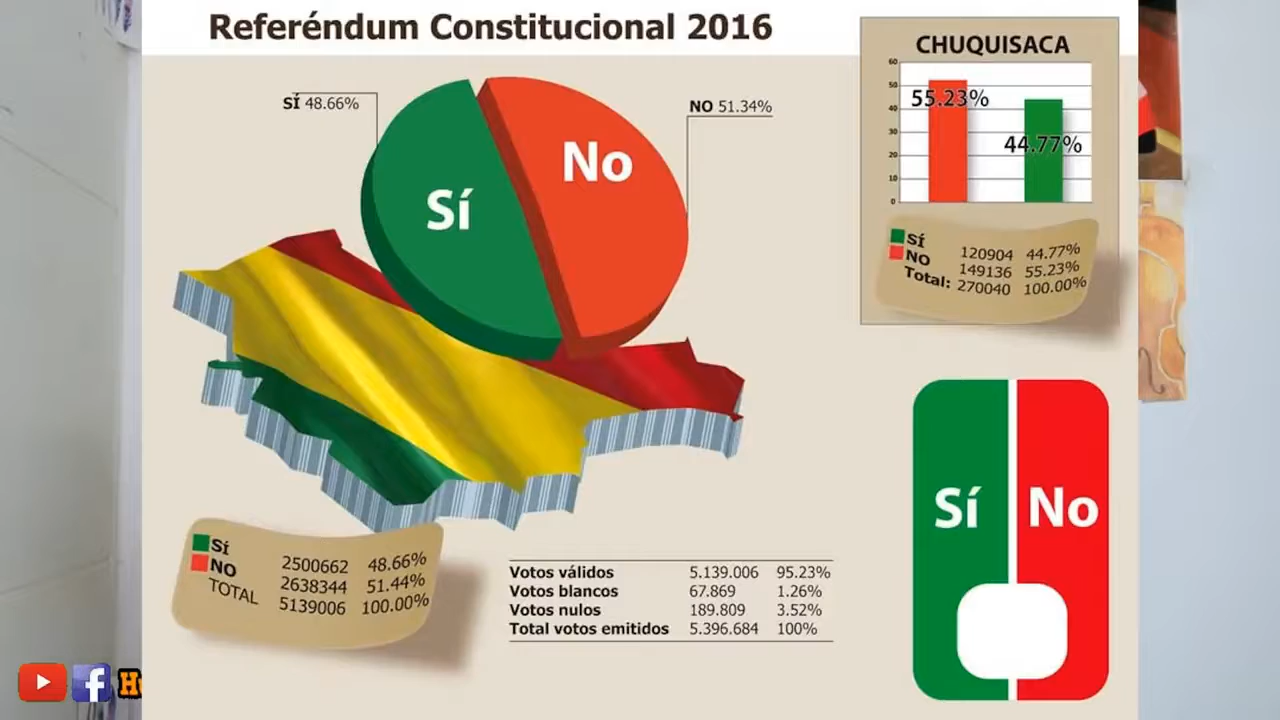 Referéndum Constitucional 2016
SÍ 48.66%
NO 51.34%
Sí
No
CHUQUISACA
60
50
40
30
20
10
0
55.23%
44.77%
SÍ 120904 44.77%
NO 149136 55.23%
Total: 270040 100.00%
Sí No
SÍ 2500662 48.66%
NO 2638344 51.44%
TOTAL 5139006 100.00%
Votos válidos 5.139.006 95.23%
Votos blancos 67.869 1.26%
Votos nulos 189.809 3.52%
Total votos emitidos 5.396.684 100%
f